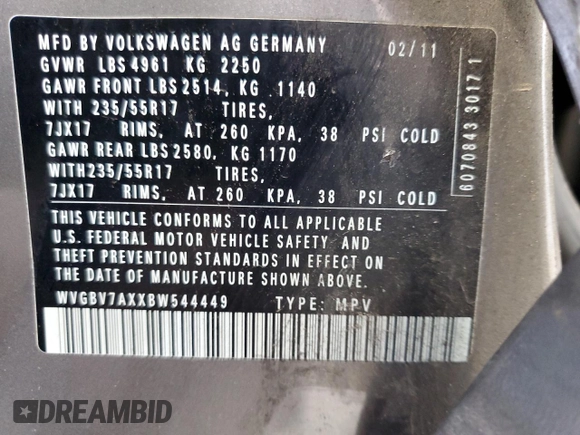 MFD BY VOLKSWAGEN AG GERMANY 02/11
GVWR LBS 4961 KG 2250
GAWR FRONT LBS 2514, KG 1140
WITH 235/55R17 TIRES,
7JX17 RIMS, AT 260 KPA, 38 PSI COLD
GAWR REAR LBS 2580, KG 1170
WITH235/55R17 TIRES,
7JX17 RIMS, AT 260 KPA, 38 PSI COLD
THIS VEHICLE CONFORMS TO ALL APPLICABLE
U.S. FEDERAL MOTOR VEHICLE SAFETY AND
THEFT PREVENTION STANDARDS IN EFFECT ON
THE DATE OF MANUFACTURE SHOWN ABOVE
WVGBV7AXXBW544449 TYPE: MPV
6070843 3017 1
DREAMBID